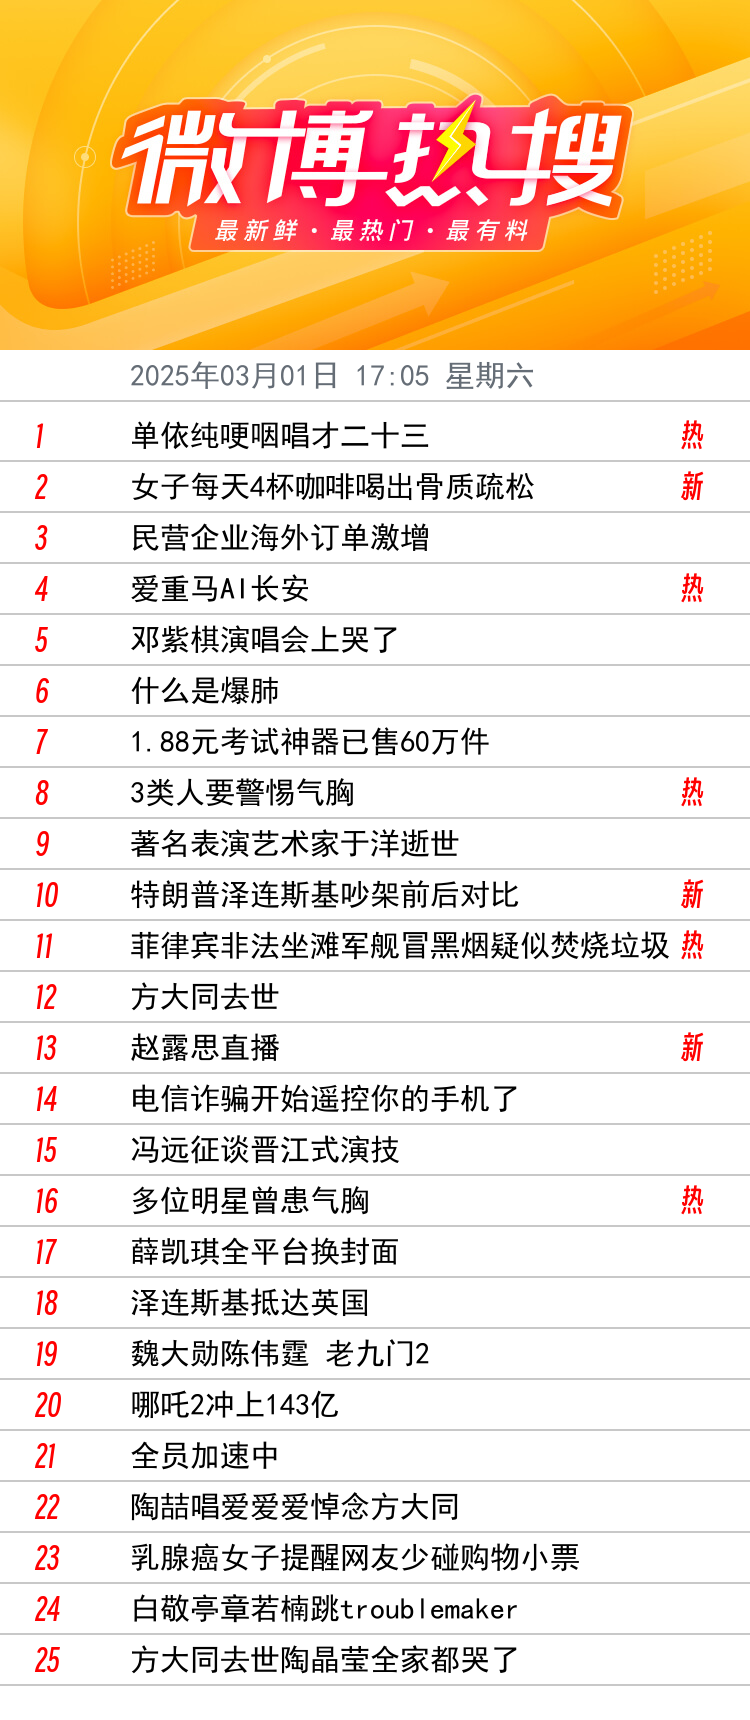 微博热搜
最新鲜·最热门·最有料
2025年03月01日 17:05 星期六
1 单依纯哽咽唱才二十三 热
2 女子每天4杯咖啡喝出骨质疏松 新
3 民营企业海外订单激增
4 爱重马AI长安 热
5 邓紫棋演唱会上哭了
6 什么是爆肺
7 1.88元考试神器已售60万件
8 3类人要警惕气胸 热
9 著名表演艺术家于洋逝世
10 特朗普泽连斯基吵架前后对比 新
11 菲律宾非法坐滩军舰冒黑烟疑似焚烧垃圾 热
12 方大同去世
13 赵露思直播 新
14 电信诈骗开始遥控你的手机了
15 冯远征谈晋江式演技
16 多位明星曾患气胸 热
17 薛凯琪全平台换封面
18 泽连斯基抵达英国
19 魏大勋陈伟霆 老九门2
20 哪吒2冲上143亿
21 全员加速中
22 陶喆唱爱爱爱悼念方大同
23 乳腺癌女子提醒网友少碰购物小票
24 白敬亭章若楠跳troublemaker
25 方大同去世陶晶莹全家都哭了